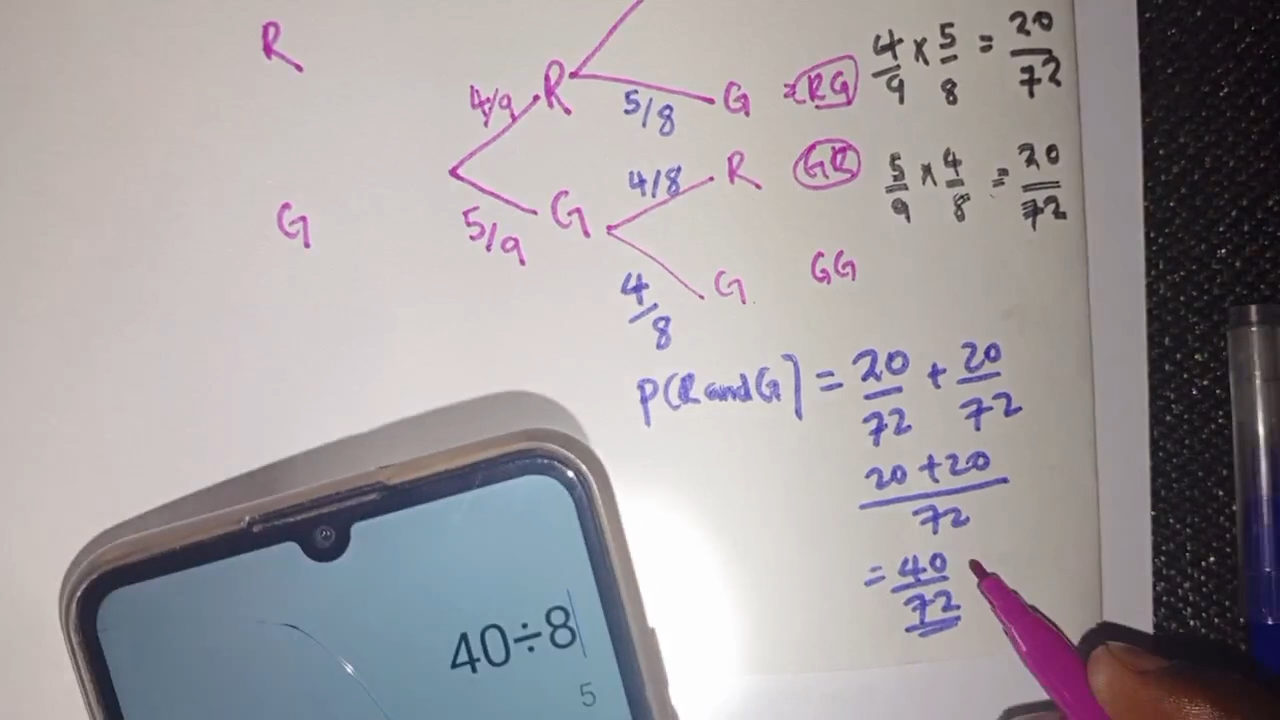 R
4/9 R 5/8 G =RG 4/9 × 5/8 = 20/72
G 5/9 G 4/8 R GR 5/9 × 4/8 = 20/72
4/8 G GG
P(R and G) = 20/72 + 20/72
20 + 20 / 72
= 40/72
40÷8
5